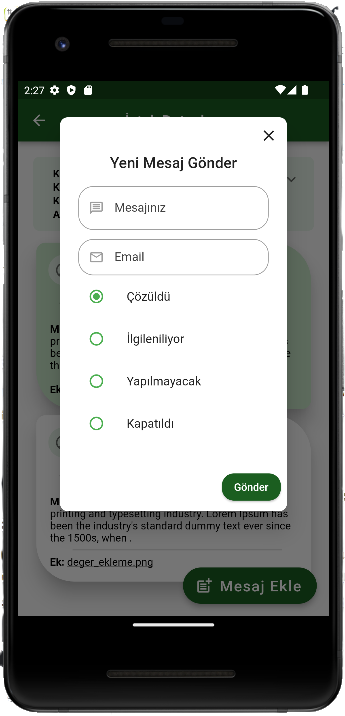 2:27
Yeni Mesaj Gönder
Mesajınız
Email
Çözüldü
İlgileniliyor
Yapılmayacak
Kapatıldı
Gönder
printing and typesetting industry. Lorem Ipsum has
been the industry's standard dummy text ever since
the 1500s, when .
Ek: deger_ekleme.png
Mesaj Ekle